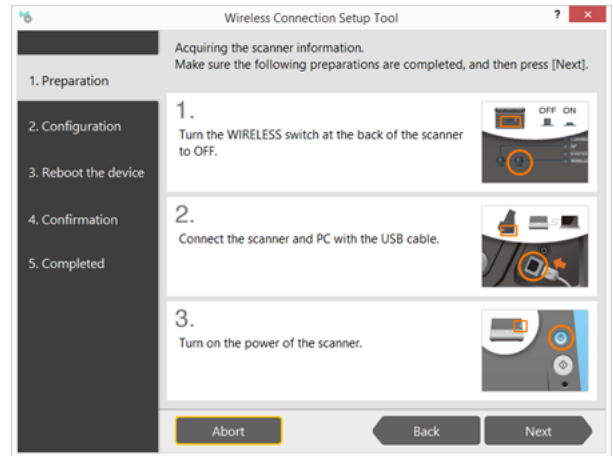 Wireless Connection Setup Tool
?
×
Acquiring the scanner information.
Make sure the following preparations are completed, and then press [Next].
1. Preparation
2. Configuration
3. Reboot the device
4. Confirmation
5. Completed
1.
Turn the WIRELESS switch at the back of the scanner
to OFF.
OFF ON
AP
STATUS
2.
Connect the scanner and PC with the USB cable.
3.
Turn on the power of the scanner.
Abort
Back
Next